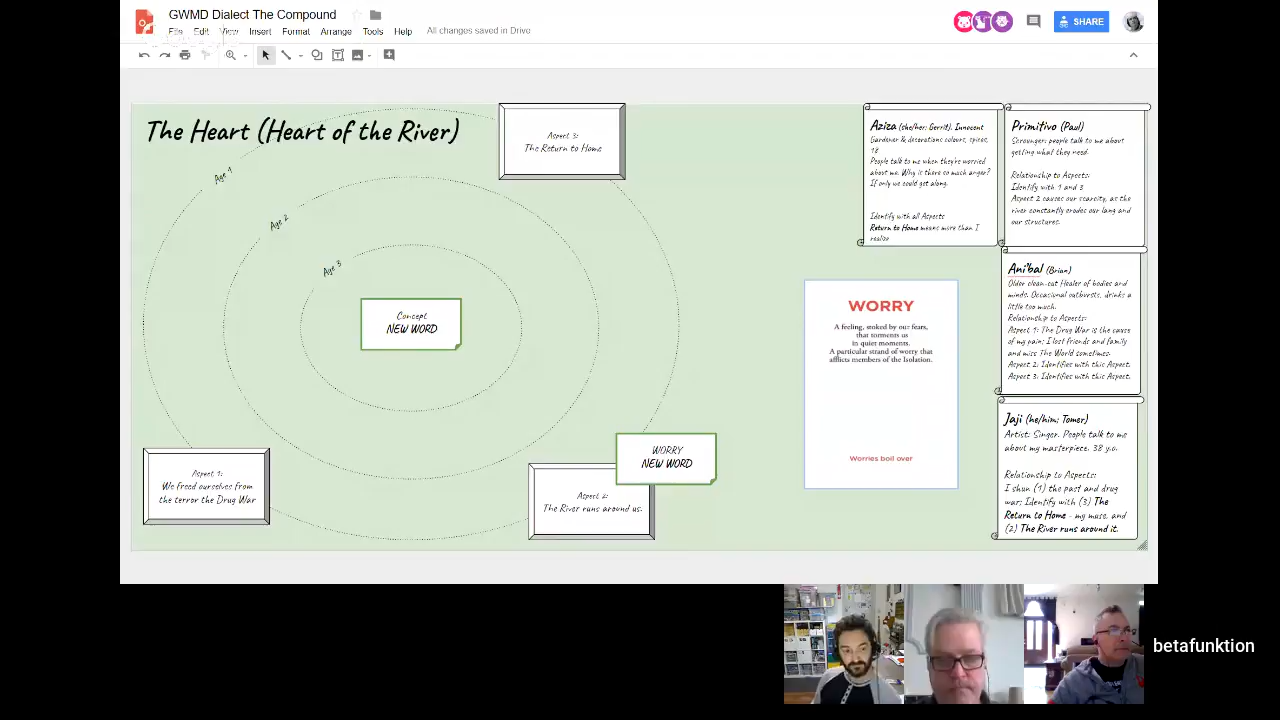 GWMD Dialect The Compound
File Edit View Insert Format Arrange Tools Help
All changes saved in Drive
SHARE
The Heart (Heart of the River)
Age 1
Age 2
Age 3
Concept
NEW WORD
Aspect 3:
The Return to Home
Aspect 1:
We freed ourselves from
the terror the Drug War
WORRY
NEW WORD
Aspect 2:
The River runs around us.
WORRY
A feeling, stoked by our fears,
that torments us
in quiet moments.
A particular strand of worry that
afflicts members of the Isolation.
Worries boil over
Aziza (she/her: Gerrit). Innocent
Gardener & decorations colours, spices,
18
People talk to me when they're worried
about me. Why is there so much anger?
If only we could get along.
Identify with all Aspects
Return to Home means more than I
realize
Primitivo (Paul)
Scrounger: people talk to me about
getting what they need.
Relationship to Aspects:
Identify with 1 and 3
Aspect 2 causes our scarcity, as the
river constantly erodes our lang and
our structures.
Ani'bal (Brian)
Older clean-cut Healer of bodies and
minds. Occasional outbursts, drinks a
little too much.
Relationship to Aspects:
Aspect 1: The Drug War is the cause
of my pain; I lost friends and family
and miss The World sometimes.
Aspect 2: Identifies with this Aspect.
Aspect 3: Identifies with this Aspect.
Jaji (he/him; Tomer)
Artist: Singer. People talk to me
about my masterpiece. 38 y.o.
Relationship to Aspects:
I shun (1) the past and drug
war; Identify with (3) The
Return to Home - my muse, and
(2) The River runs around it.
betafunktion